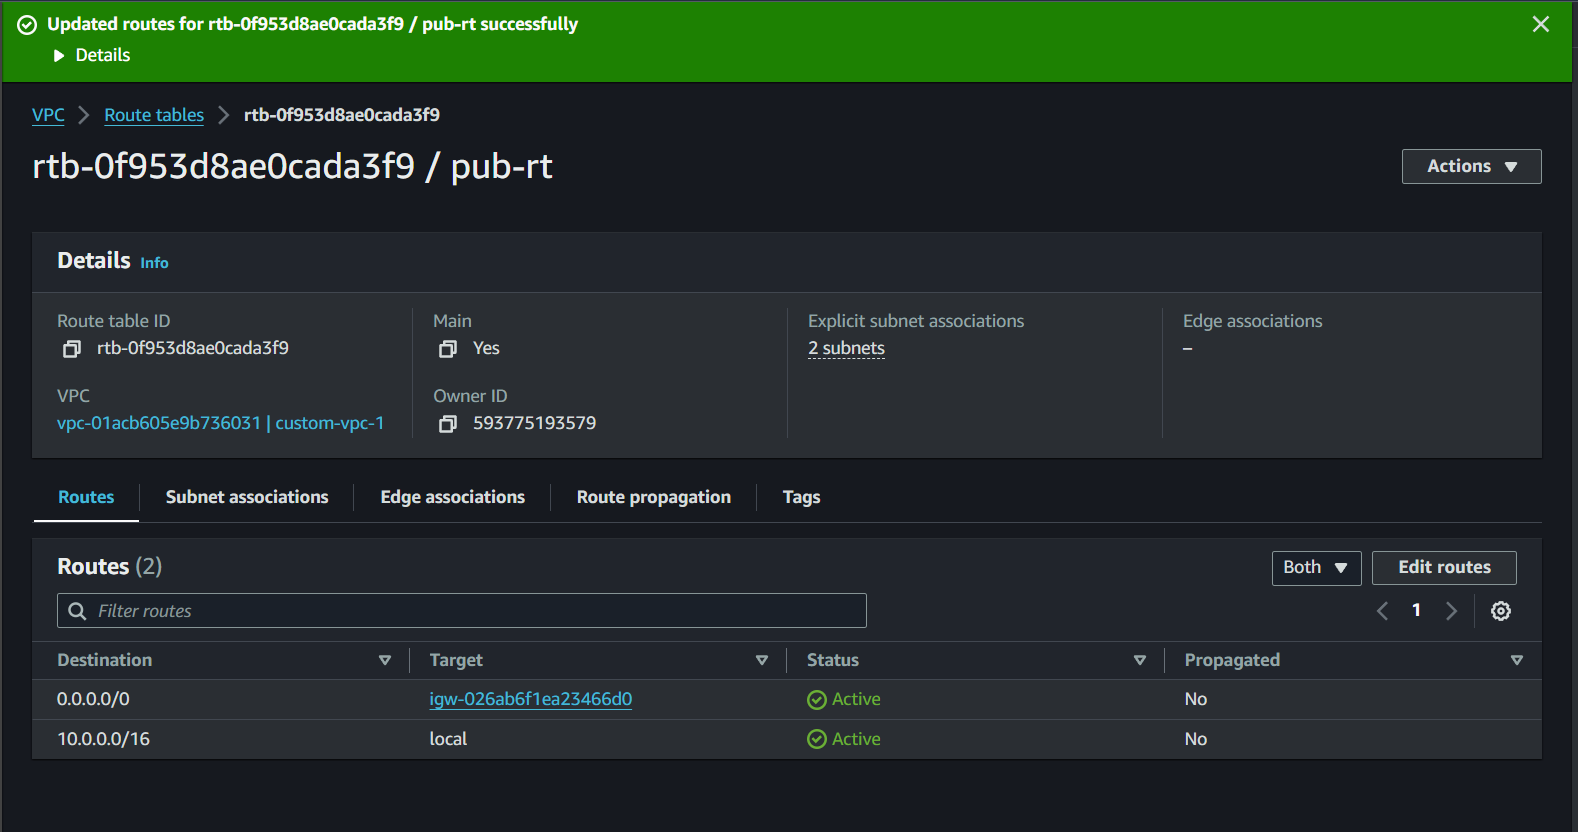 Updated routes for rtb-0f953d8ae0cada3f9 / pub-rt successfully
Details
VPC > Route tables > rtb-0f953d8ae0cada3f9
rtb-0f953d8ae0cada3f9 / pub-rt
Actions
Details Info
Route table ID
rtb-0f953d8ae0cada3f9
Main
Yes
Explicit subnet associations
2 subnets
Edge associations
–
VPC
vpc-01acb605e9b736031 | custom-vpc-1
Owner ID
593775193579
Routes Subnet associations Edge associations Route propagation Tags
Routes (2)
Both Edit routes
Filter routes
1
Destination Target Status Propagated
0.0.0.0/0 igw-026ab6f1ea23466d0 Active No
10.0.0.0/16 local Active No